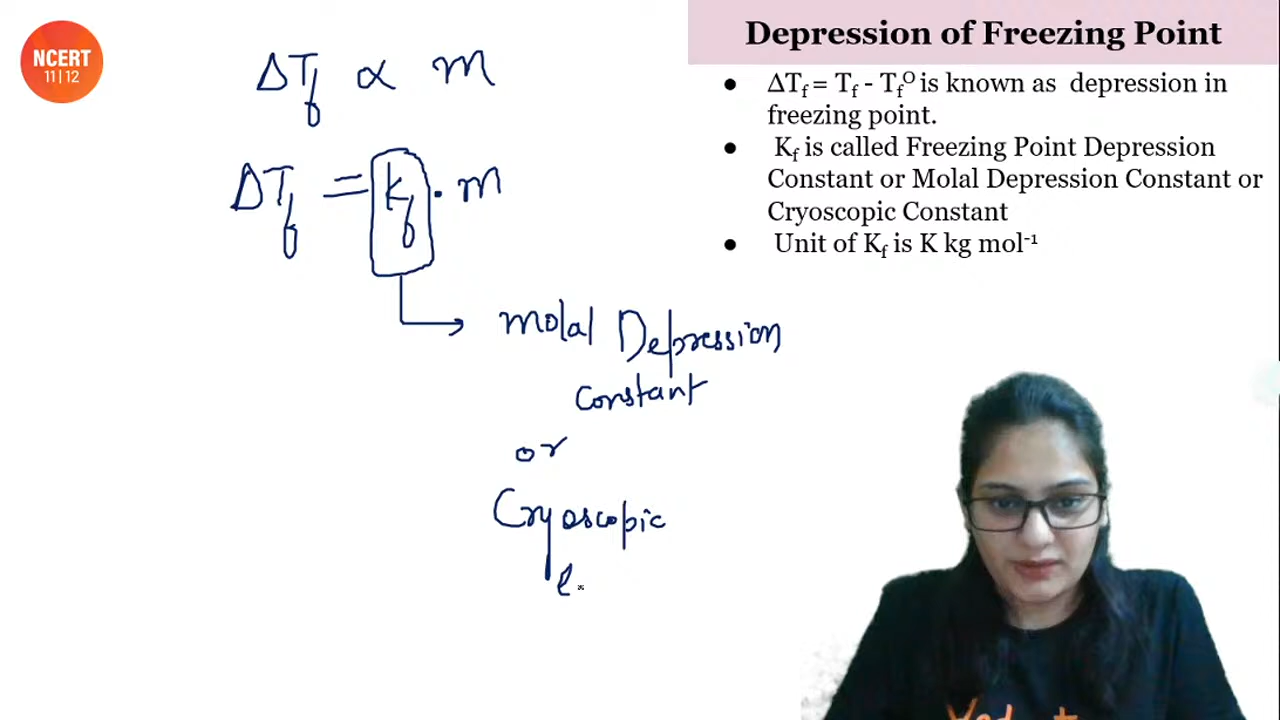 NCERT
11 | 12
ΔTf ∝ m
ΔTf = kf . m
molal Depression
constant
or
Cryoscopic
Depression of Freezing Point
● ΔTf = Tf - TfO is known as depression in
freezing point.
● Kf is called Freezing Point Depression
Constant or Molal Depression Constant or
Cryoscopic Constant
● Unit of Kf is K kg mol-1